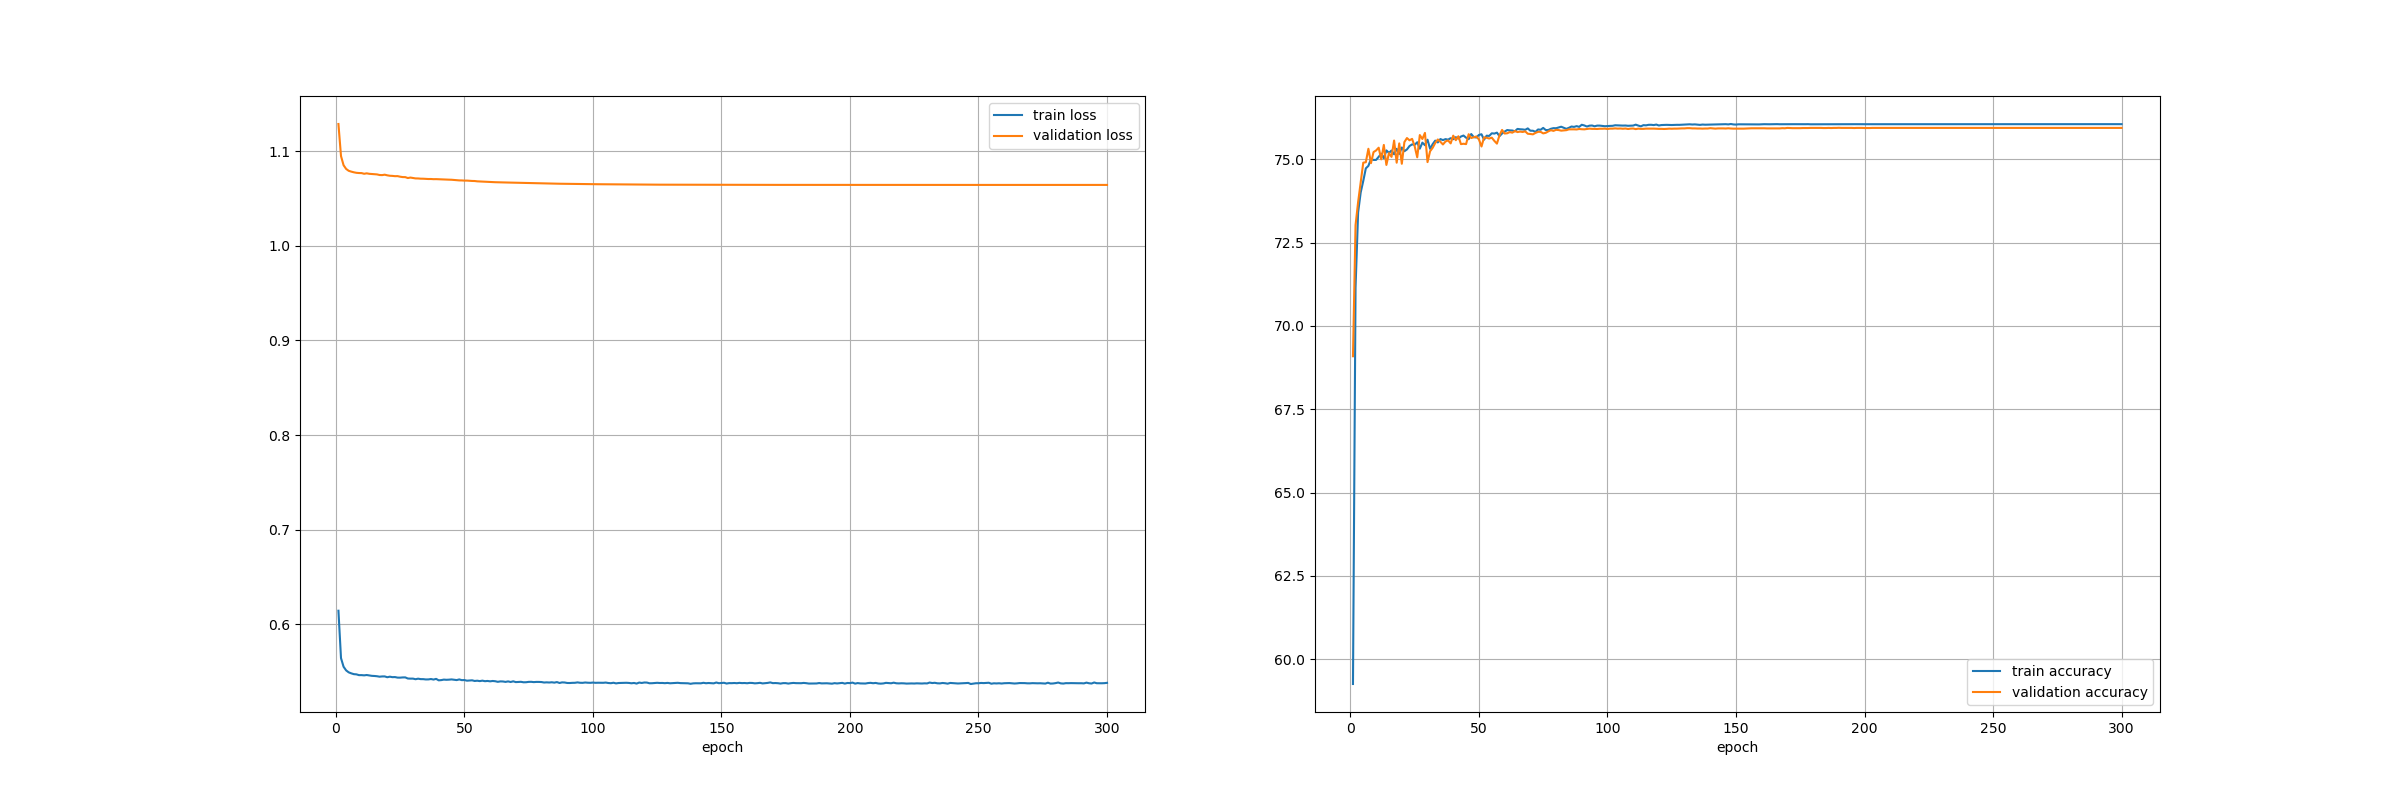 train loss
validation loss
1.1
1.0
0.9
0.8
0.7
0.6
0 50 100 150 200 250 300
epoch
75.0
72.5
70.0
67.5
65.0
62.5
60.0
train accuracy
validation accuracy
0 50 100 150 200 250 300
epoch